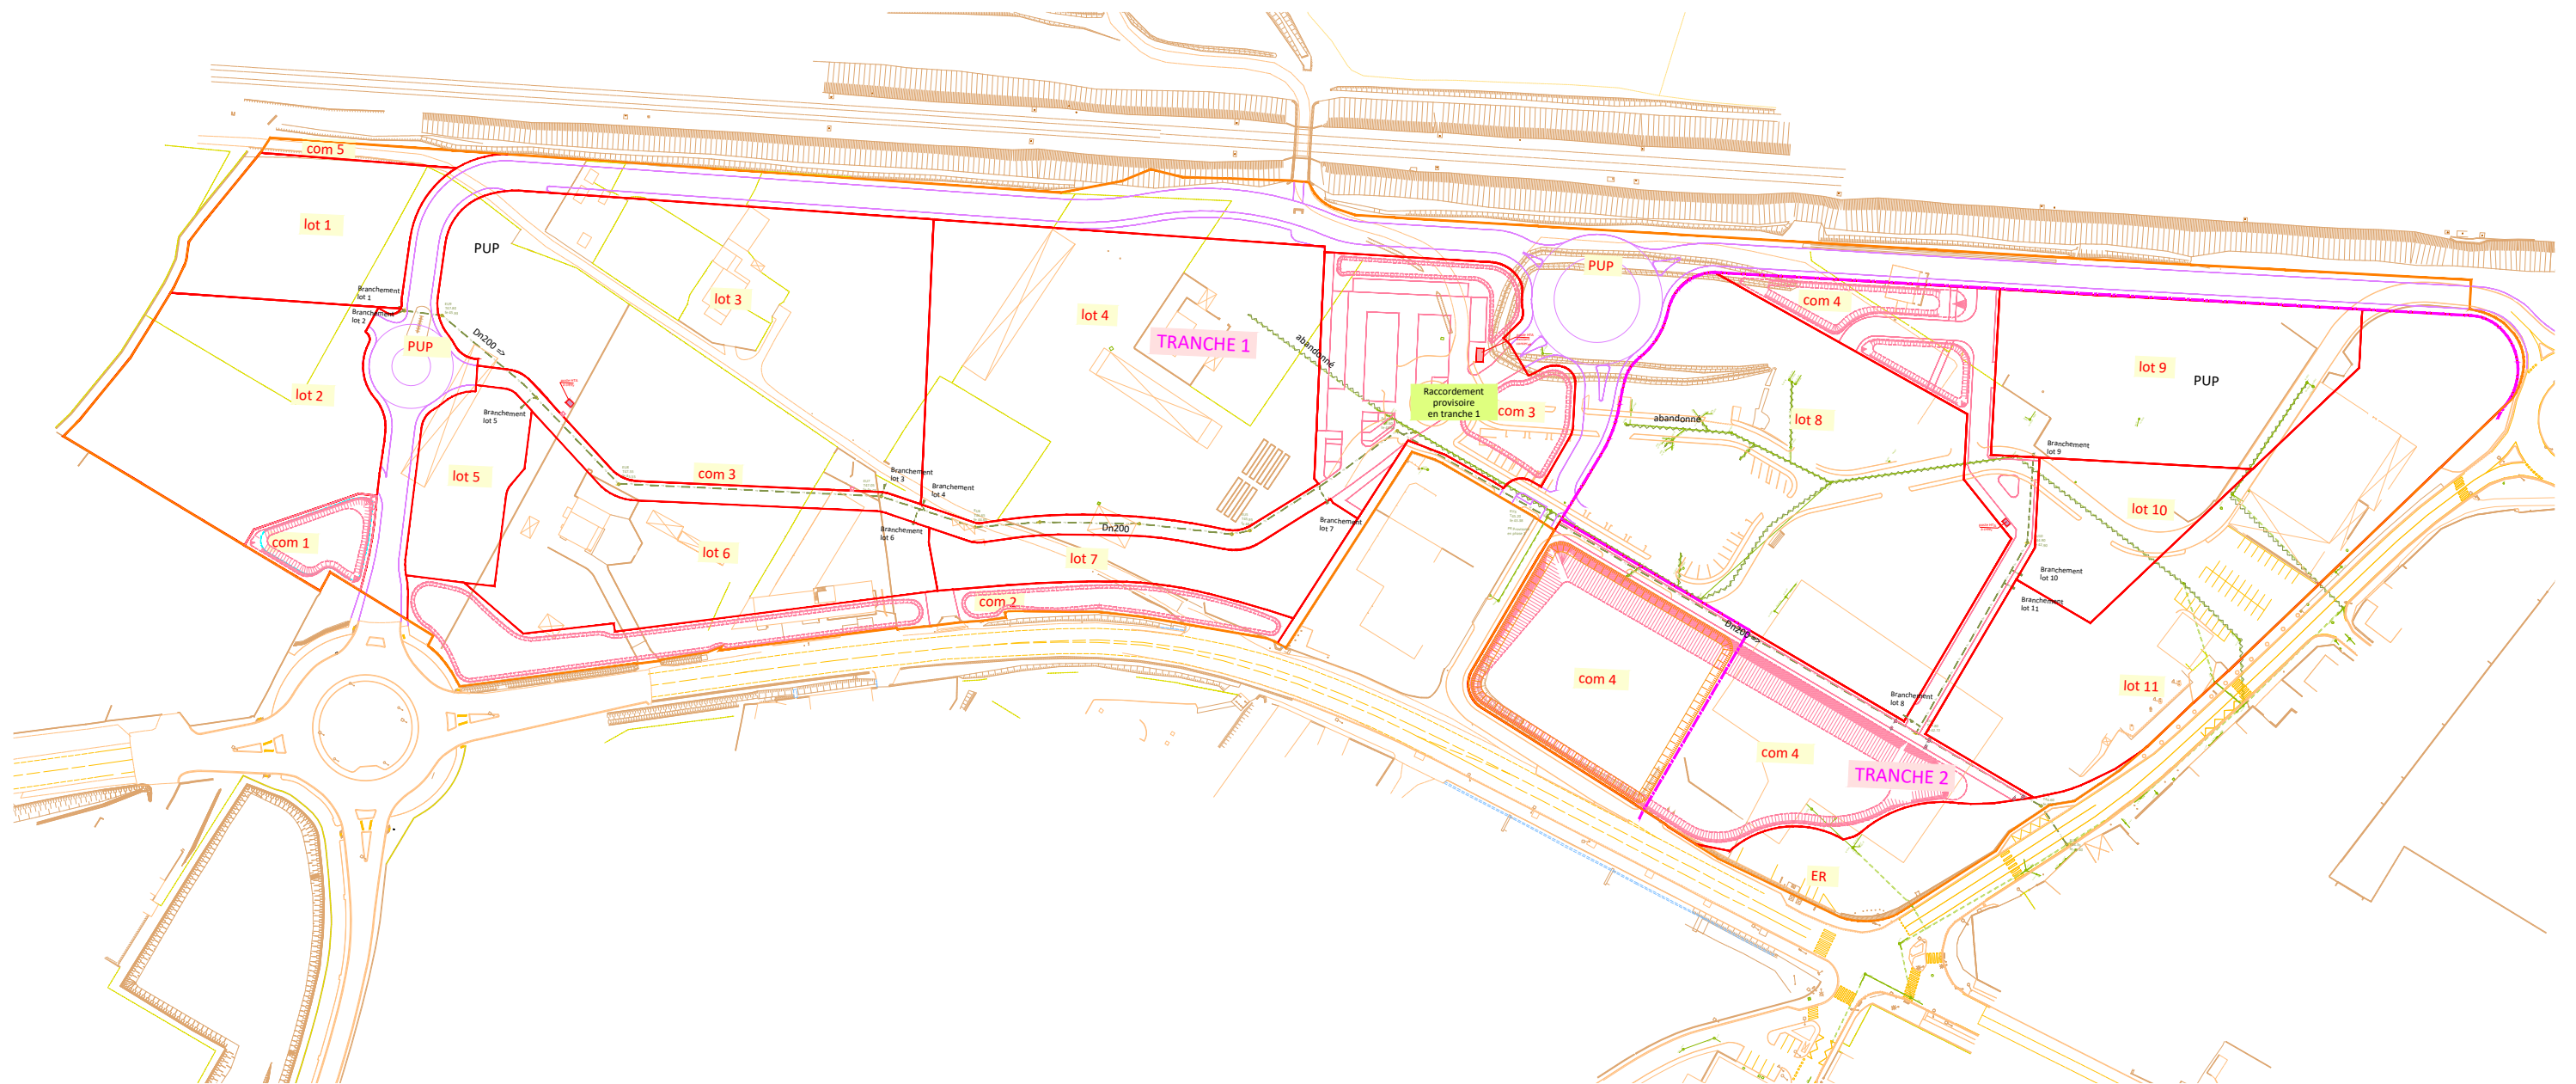 com 5
lot 1
PUP
Branchement
lot 1
Branchement
lot 2
PUP
Dn200 =>
lot 2
lot 3
lot 4
TRANCHE 1
abandonné
PUP
com 4
lot 9
PUP
Raccordement
provisoire
en tranche 1
com 3
abandonné
lot 8
Branchement
lot 5
lot 5
com 3
Branchement
lot 3
Branchement
lot 4
Branchement
lot 6
Dn200
Branchement
lot 7
Branchement
lot 9
lot 10
com 1
lot 6
lot 7
com 2
Branchement
lot 10
Branchement
lot 11
Dn200 =>
com 4
Branchement
lot 8
lot 11
com 4
TRANCHE 2
ER